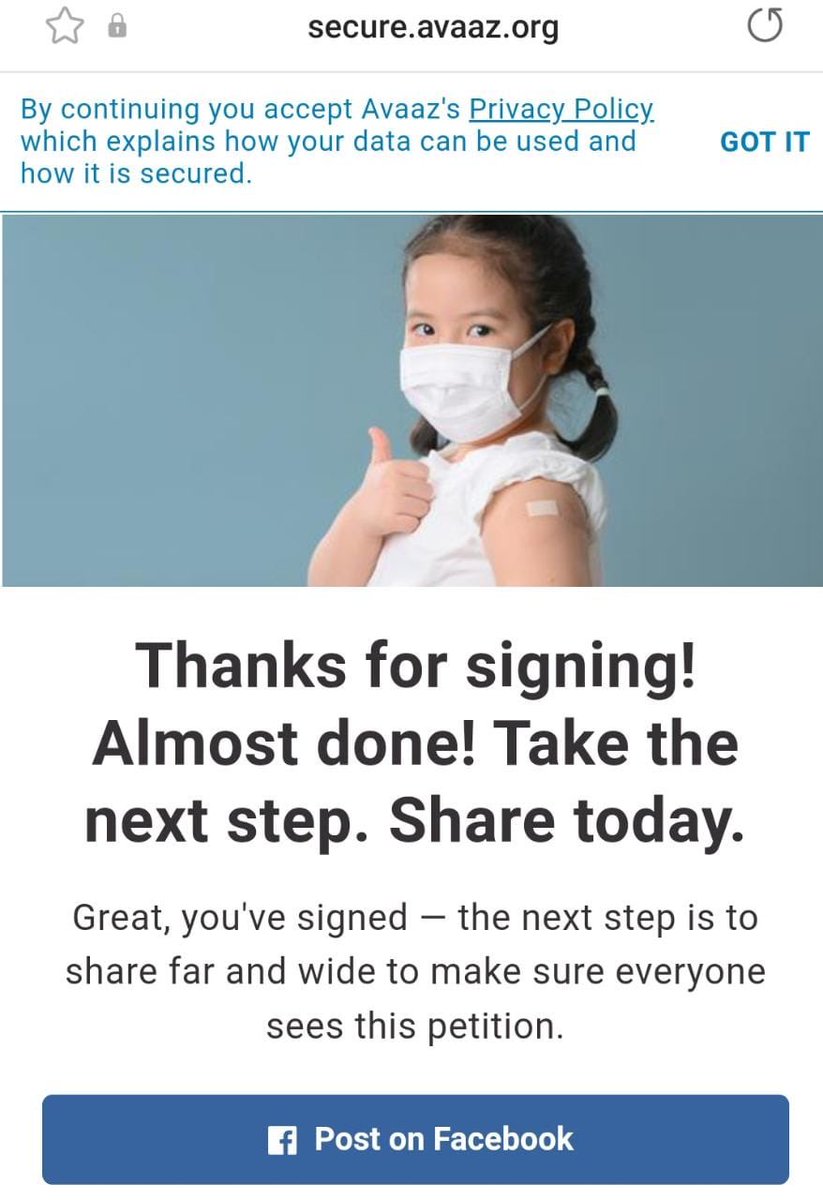 secure.avaaz.org
By continuing you accept Avaaz's Privacy Policy
which explains how your data can be used and
how it is secured.
GOT IT
Thanks for signing!
Almost done! Take the
next step. Share today.
Great, you've signed — the next step is to
share far and wide to make sure everyone
sees this petition.
Post on Facebook